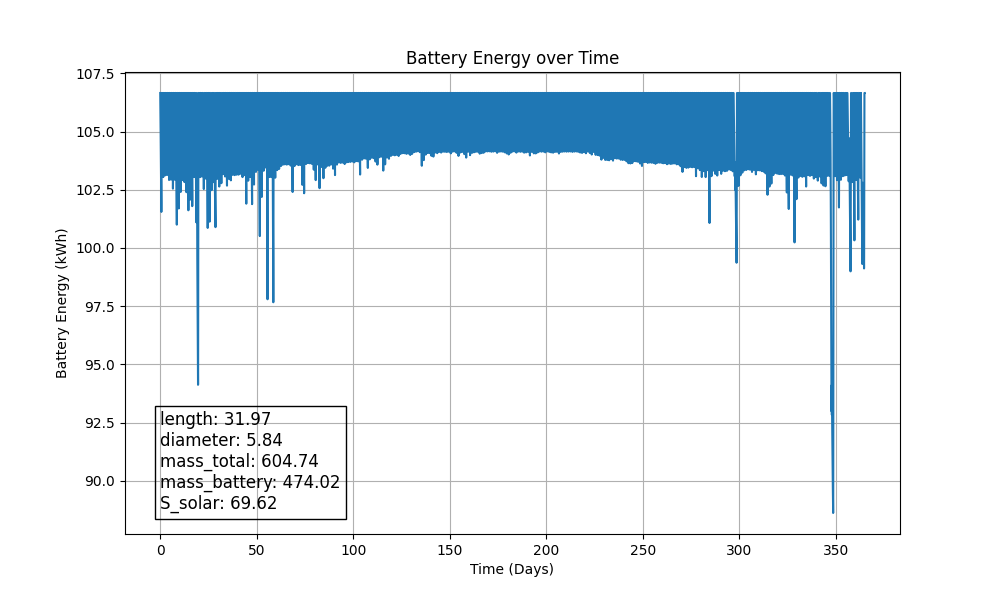 Battery Energy over Time
107.5
105.0
102.5
100.0
97.5
95.0
92.5
90.0
Battery Energy (kWh)
length: 31.97
diameter: 5.84
mass_total: 604.74
mass_battery: 474.02
S_solar: 69.62
0 50 100 150 200 250 300 350
Time (Days)